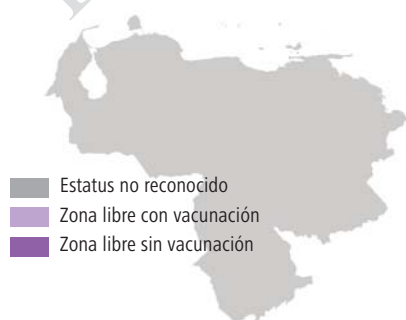 Estatus no reconocido
Zona libre con vacunación
Zona libre sin vacunación